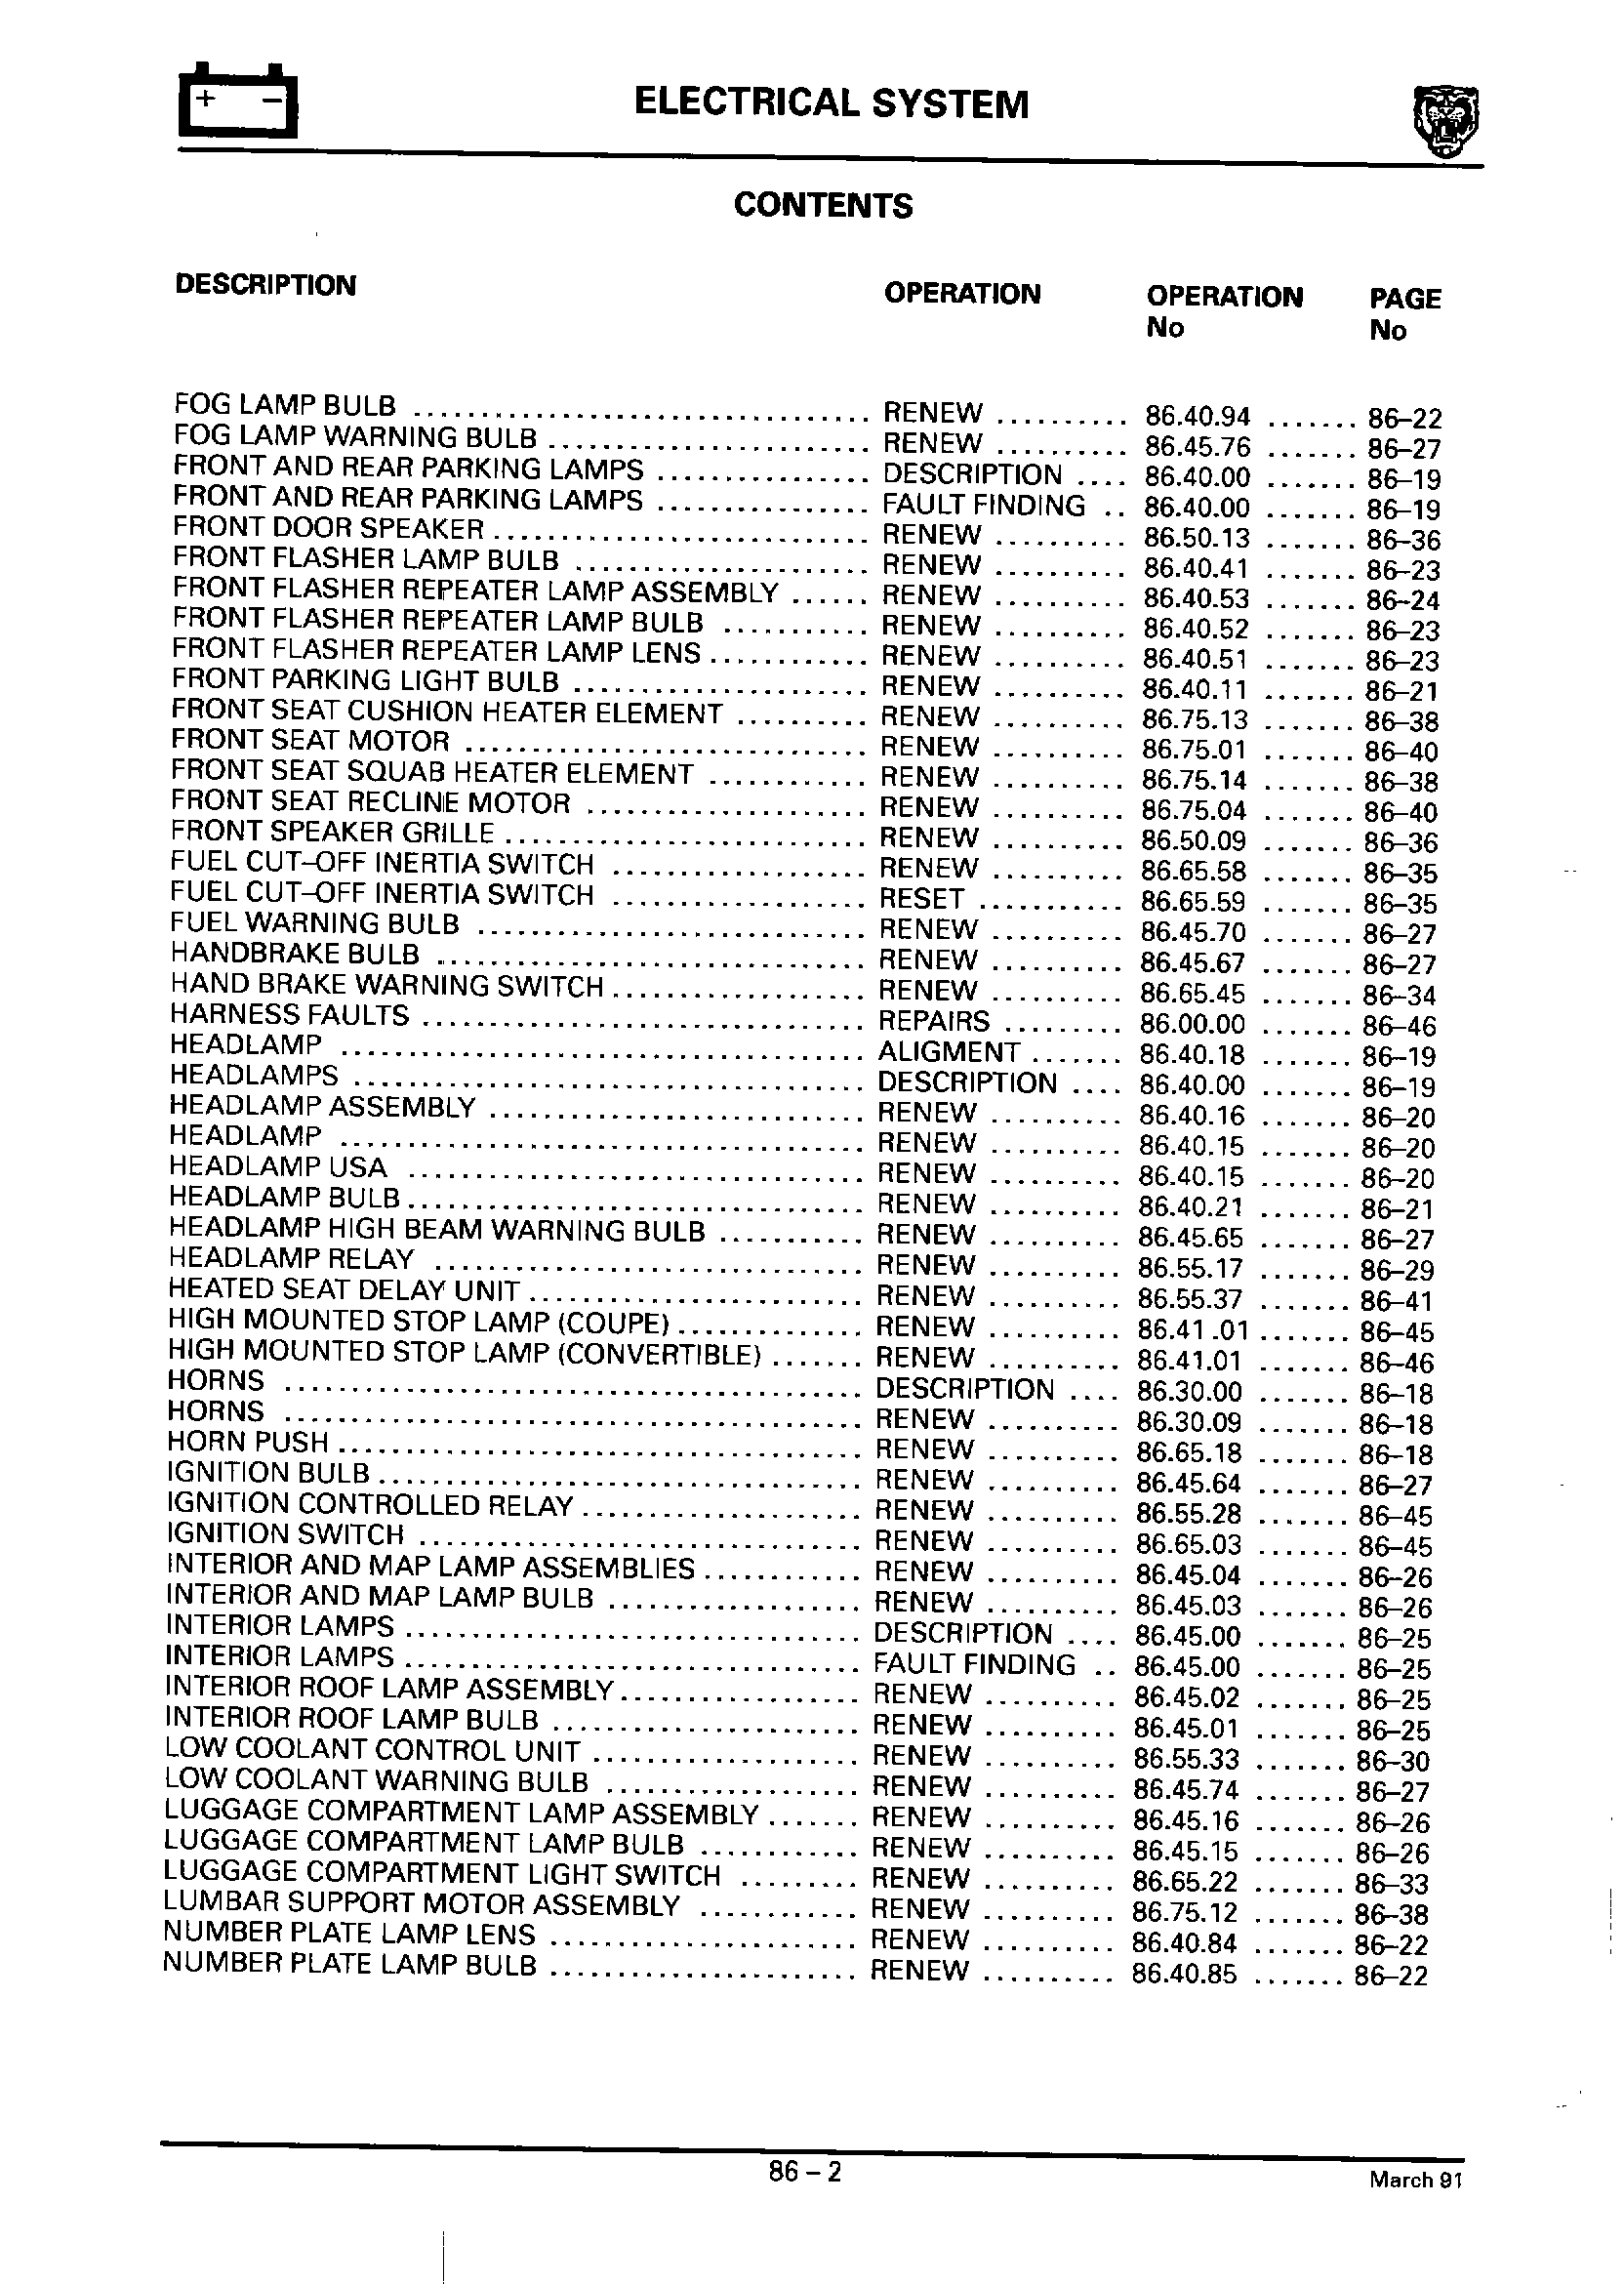 + −
ELECTRICAL SYSTEM
CONTENTS
DESCRIPTION OPERATION OPERATION PAGE
No No
FOG LAMP BULB .................................. RENEW .......... 86.40.94 ....... 86–22
FOG LAMP WARNING BULB ........................ RENEW .......... 86.45.76 ....... 86–27
FRONT AND REAR PARKING LAMPS ................ DESCRIPTION .... 86.40.00 ....... 86–19
FRONT AND REAR PARKING LAMPS ................ FAULT FINDING .. 86.40.00 ....... 86–19
FRONT DOOR SPEAKER ............................ RENEW .......... 86.50.13 ....... 86–36
FRONT FLASHER LAMP BULB ...................... RENEW .......... 86.40.41 ....... 86–23
FRONT FLASHER REPEATER LAMP ASSEMBLY ...... RENEW .......... 86.40.53 ....... 86–24
FRONT FLASHER REPEATER LAMP BULB ........... RENEW .......... 86.40.52 ....... 86–23
FRONT FLASHER REPEATER LAMP LENS ............ RENEW .......... 86.40.51 ....... 86–23
FRONT PARKING LIGHT BULB ...................... RENEW .......... 86.40.11 ....... 86–21
FRONT SEAT CUSHION HEATER ELEMENT .......... RENEW .......... 86.75.13 ....... 86–38
FRONT SEAT MOTOR .............................. RENEW .......... 86.75.01 ....... 86–40
FRONT SEAT SQUAB HEATER ELEMENT ............ RENEW .......... 86.75.14 ....... 86–38
FRONT SEAT RECLINE MOTOR ..................... RENEW .......... 86.75.04 ....... 86–40
FRONT SPEAKER GRILLE ........................... RENEW .......... 86.50.09 ....... 86–36
FUEL CUT–OFF INERTIA SWITCH ................... RENEW .......... 86.65.58 ....... 86–35
FUEL CUT–OFF INERTIA SWITCH ................... RESET ........... 86.65.59 ....... 86–35
FUEL WARNING BULB ............................. RENEW .......... 86.45.70 ....... 86–27
HANDBRAKE BULB ................................ RENEW .......... 86.45.67 ....... 86–27
HAND BRAKE WARNING SWITCH ................... RENEW .......... 86.65.45 ....... 86–34
HARNESS FAULTS ................................. REPAIRS ......... 86.00.00 ....... 86–46
HEADLAMP ....................................... ALIGMENT ....... 86.40.18 ....... 86–19
HEADLAMPS ...................................... DESCRIPTION .... 86.40.00 ....... 86–19
HEADLAMP ASSEMBLY ............................ RENEW .......... 86.40.16 ....... 86–20
HEADLAMP ....................................... RENEW .......... 86.40.15 ....... 86–20
HEADLAMP USA .................................. RENEW .......... 86.40.15 ....... 86–20
HEADLAMP BULB .................................. RENEW .......... 86.40.21 ....... 86–21
HEADLAMP HIGH BEAM WARNING BULB ........... RENEW .......... 86.45.65 ....... 86–27
HEADLAMP RELAY ................................ RENEW .......... 86.55.17 ....... 86–29
HEATED SEAT DELAY UNIT ......................... RENEW .......... 86.55.37 ....... 86–41
HIGH MOUNTED STOP LAMP (COUPE) .............. RENEW .......... 86.41 .01 ....... 86–45
HIGH MOUNTED STOP LAMP (CONVERTIBLE) ....... RENEW .......... 86.41.01 ....... 86–46
HORNS ........................................... DESCRIPTION .... 86.30.00 ....... 86–18
HORNS ........................................... RENEW .......... 86.30.09 ....... 86–18
HORN PUSH ....................................... RENEW .......... 86.65.18 ....... 86–18
IGNITION BULB .................................... RENEW .......... 86.45.64 ....... 86–27
IGNITION CONTROLLED RELAY ..................... RENEW .......... 86.55.28 ....... 86–45
IGNITION SWITCH ................................. RENEW .......... 86.65.03 ....... 86–45
INTERIOR AND MAP LAMP ASSEMBLIES ............ RENEW .......... 86.45.04 ....... 86–26
INTERIOR AND MAP LAMP BULB ................... RENEW .......... 86.45.03 ....... 86–26
INTERIOR LAMPS .................................. DESCRIPTION .... 86.45.00 ....... 86–25
INTERIOR LAMPS .................................. FAULT FINDING .. 86.45.00 ....... 86–25
INTERIOR ROOF LAMP ASSEMBLY .................. RENEW .......... 86.45.02 ....... 86–25
INTERIOR ROOF LAMP BULB ....................... RENEW .......... 86.45.01 ....... 86–25
LOW COOLANT CONTROL UNIT .................... RENEW .......... 86.55.33 ....... 86–30
LOW COOLANT WARNING BULB ................... RENEW .......... 86.45.74 ....... 86–27
LUGGAGE COMPARTMENT LAMP ASSEMBLY ....... RENEW .......... 86.45.16 ....... 86–26
LUGGAGE COMPARTMENT LAMP BULB ............ RENEW .......... 86.45.15 ....... 86–26
LUGGAGE COMPARTMENT LIGHT SWITCH ......... RENEW .......... 86.65.22 ....... 86–33
LUMBAR SUPPORT MOTOR ASSEMBLY ............ RENEW .......... 86.75.12 ....... 86–38
NUMBER PLATE LAMP LENS ....................... RENEW .......... 86.40.84 ....... 86–22
NUMBER PLATE LAMP BULB ....................... RENEW .......... 86.40.85 ....... 86–22
86 – 2
March 91